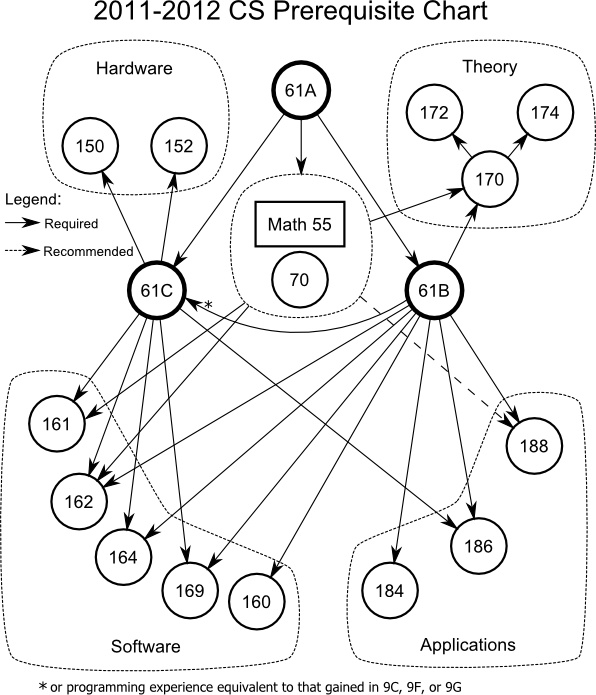 2011-2012 CS Prerequisite Chart
Hardware
Theory
61A
172
174
150
152
170
Legend:
Required
Recommended
Math 55
70
61C
61B
*
161
188
162
164
186
169
184
160
Software
Applications
* or programming experience equivalent to that gained in 9C, 9F, or 9G